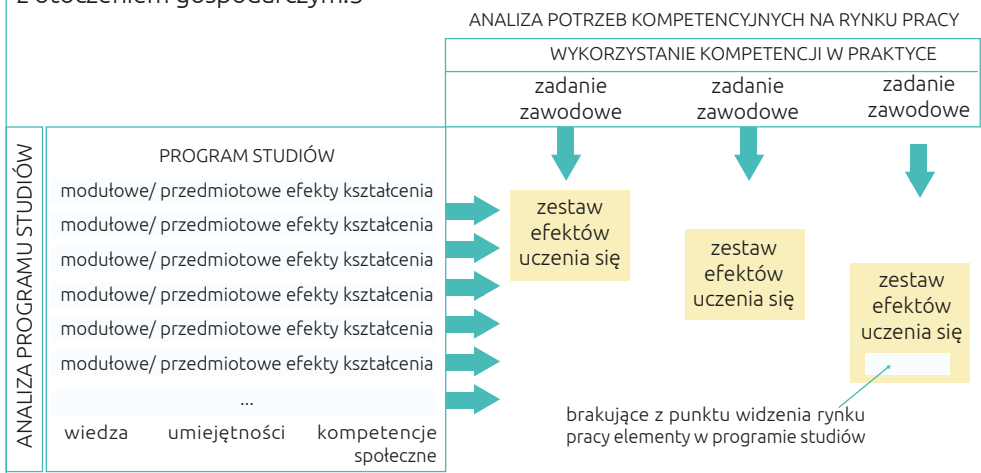 z otoczeniem gospodarczym.5
ANALIZA POTRZEB KOMPETENCYJNYCH NA RYNKU PRACY
WYKORZYSTANIE KOMPETENCJI W PRAKTYCE
zadanie
zawodowe
zadanie
zawodowe
zadanie
zawodowe
ANALIZA PROGRAMU STUDIÓW
PROGRAM STUDIÓW
modułowe/ przedmiotowe efekty kształcenia
modułowe/ przedmiotowe efekty kształcenia
modułowe/ przedmiotowe efekty kształcenia
modułowe/ przedmiotowe efekty kształcenia
modułowe/ przedmiotowe efekty kształcenia
modułowe/ przedmiotowe efekty kształcenia
...
wiedza umiejętności kompetencje
społeczne
zestaw
efektów
uczenia się
zestaw
efektów
uczenia się
zestaw
efektów
uczenia się
brakujące z punktu widzenia rynku
pracy elementy w programie studiów